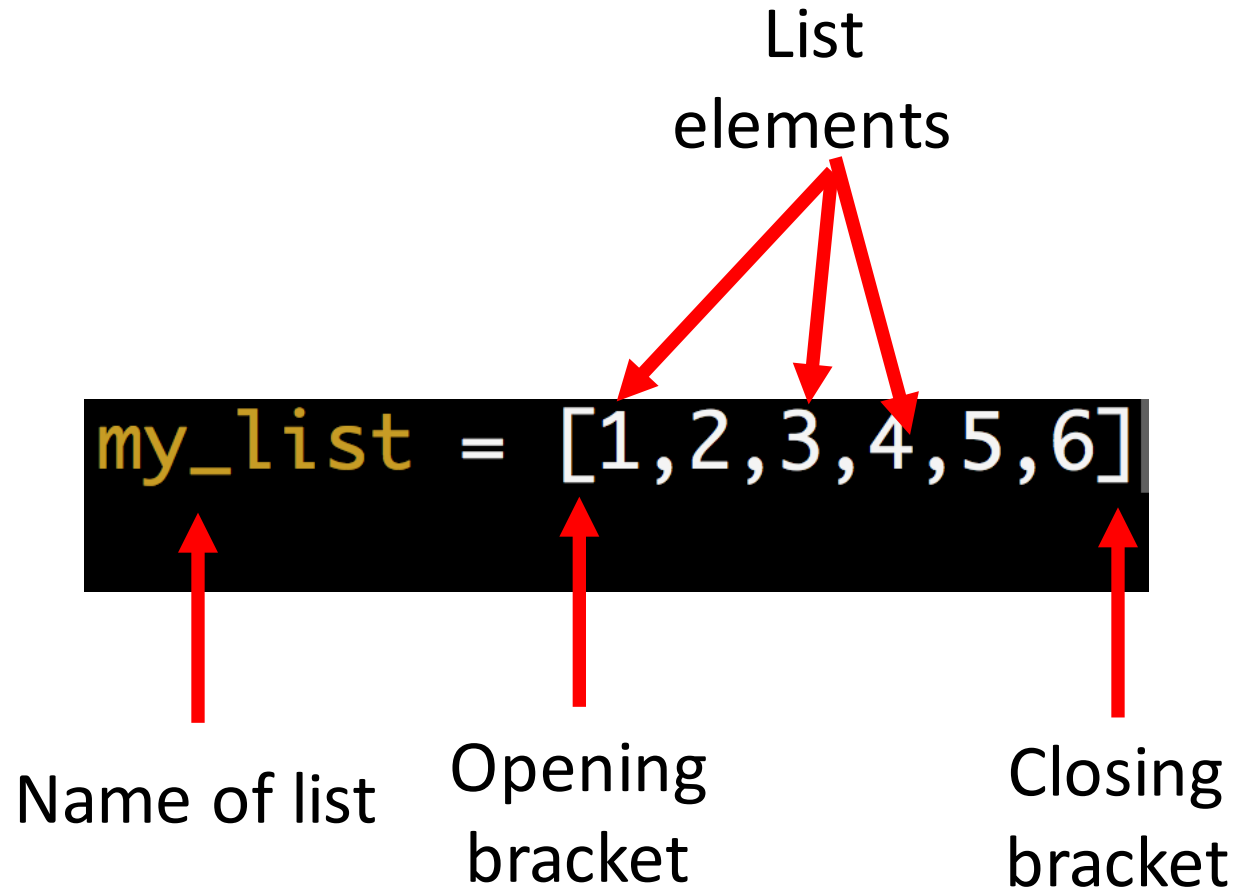 List
elements
my_list = [1,2,3,4,5,6]
Name of list
Opening
bracket
Closing
bracket